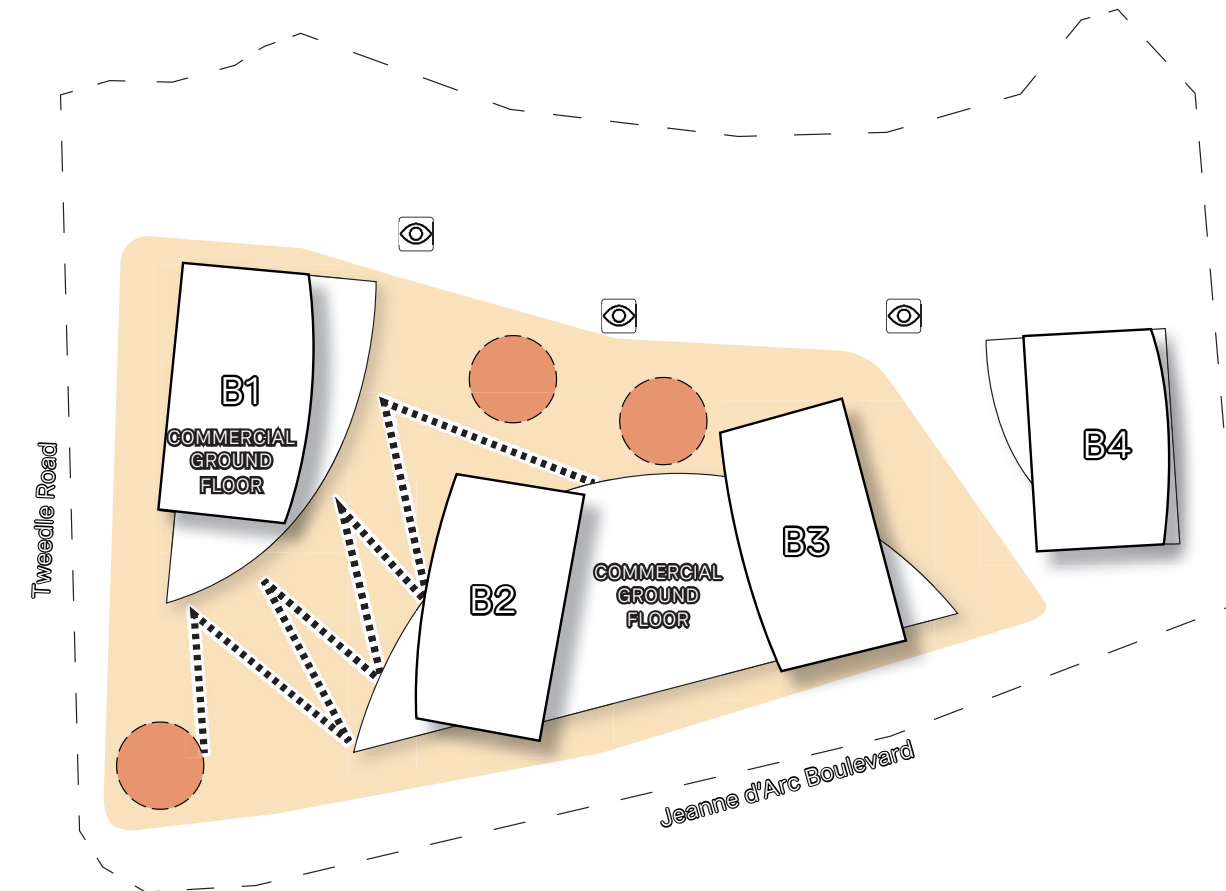 B1
COMMERCIAL
GROUND
FLOOR
B4
Tweedle Road
B3
B2
COMMERCIAL
GROUND
FLOOR
Jeanne d'Arc Boulevard